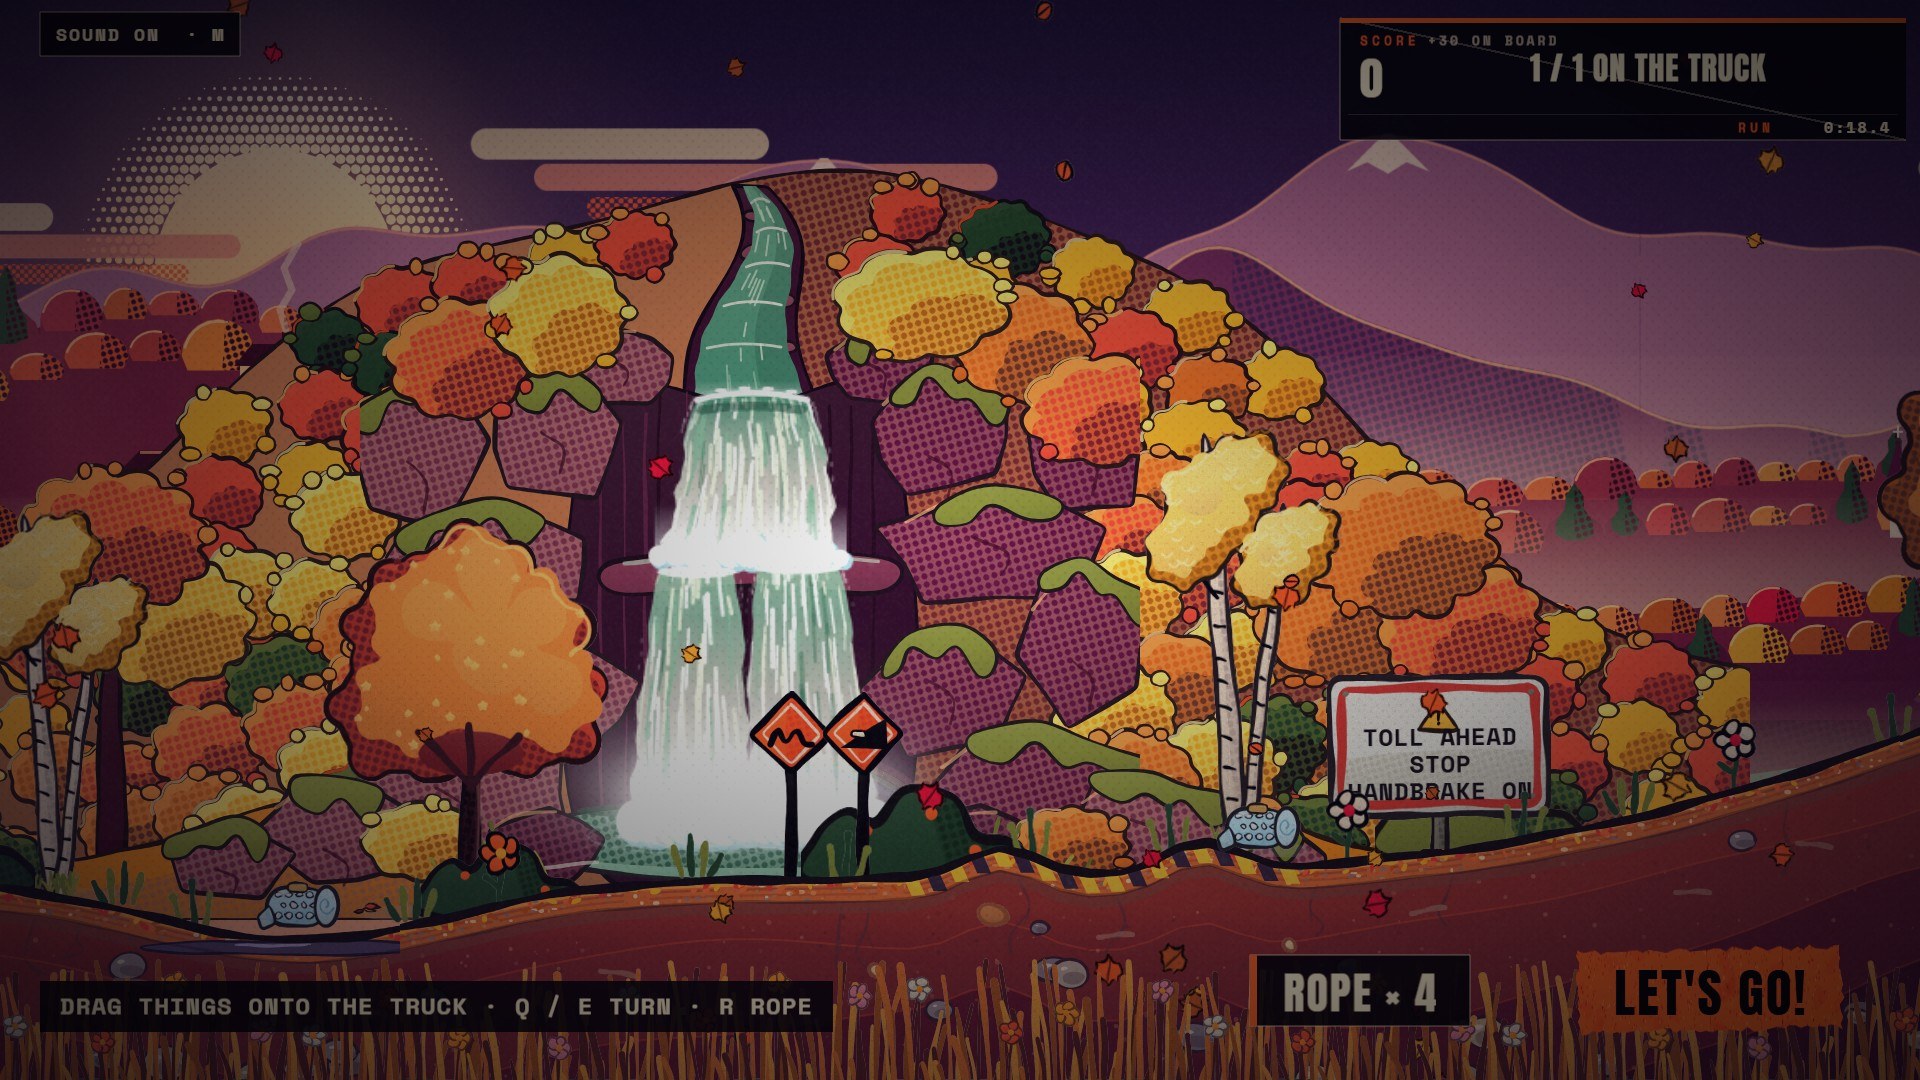 SOUND ON · M
SCORE +30 ON BOARD
0
1 / 1 ON THE TRUCK
RUN 0:18.4
TOLL AHEAD
STOP
HANDBRAKE ON
DRAG THINGS ONTO THE TRUCK · Q / E TURN · R ROPE
ROPE × 4
LET'S GO!